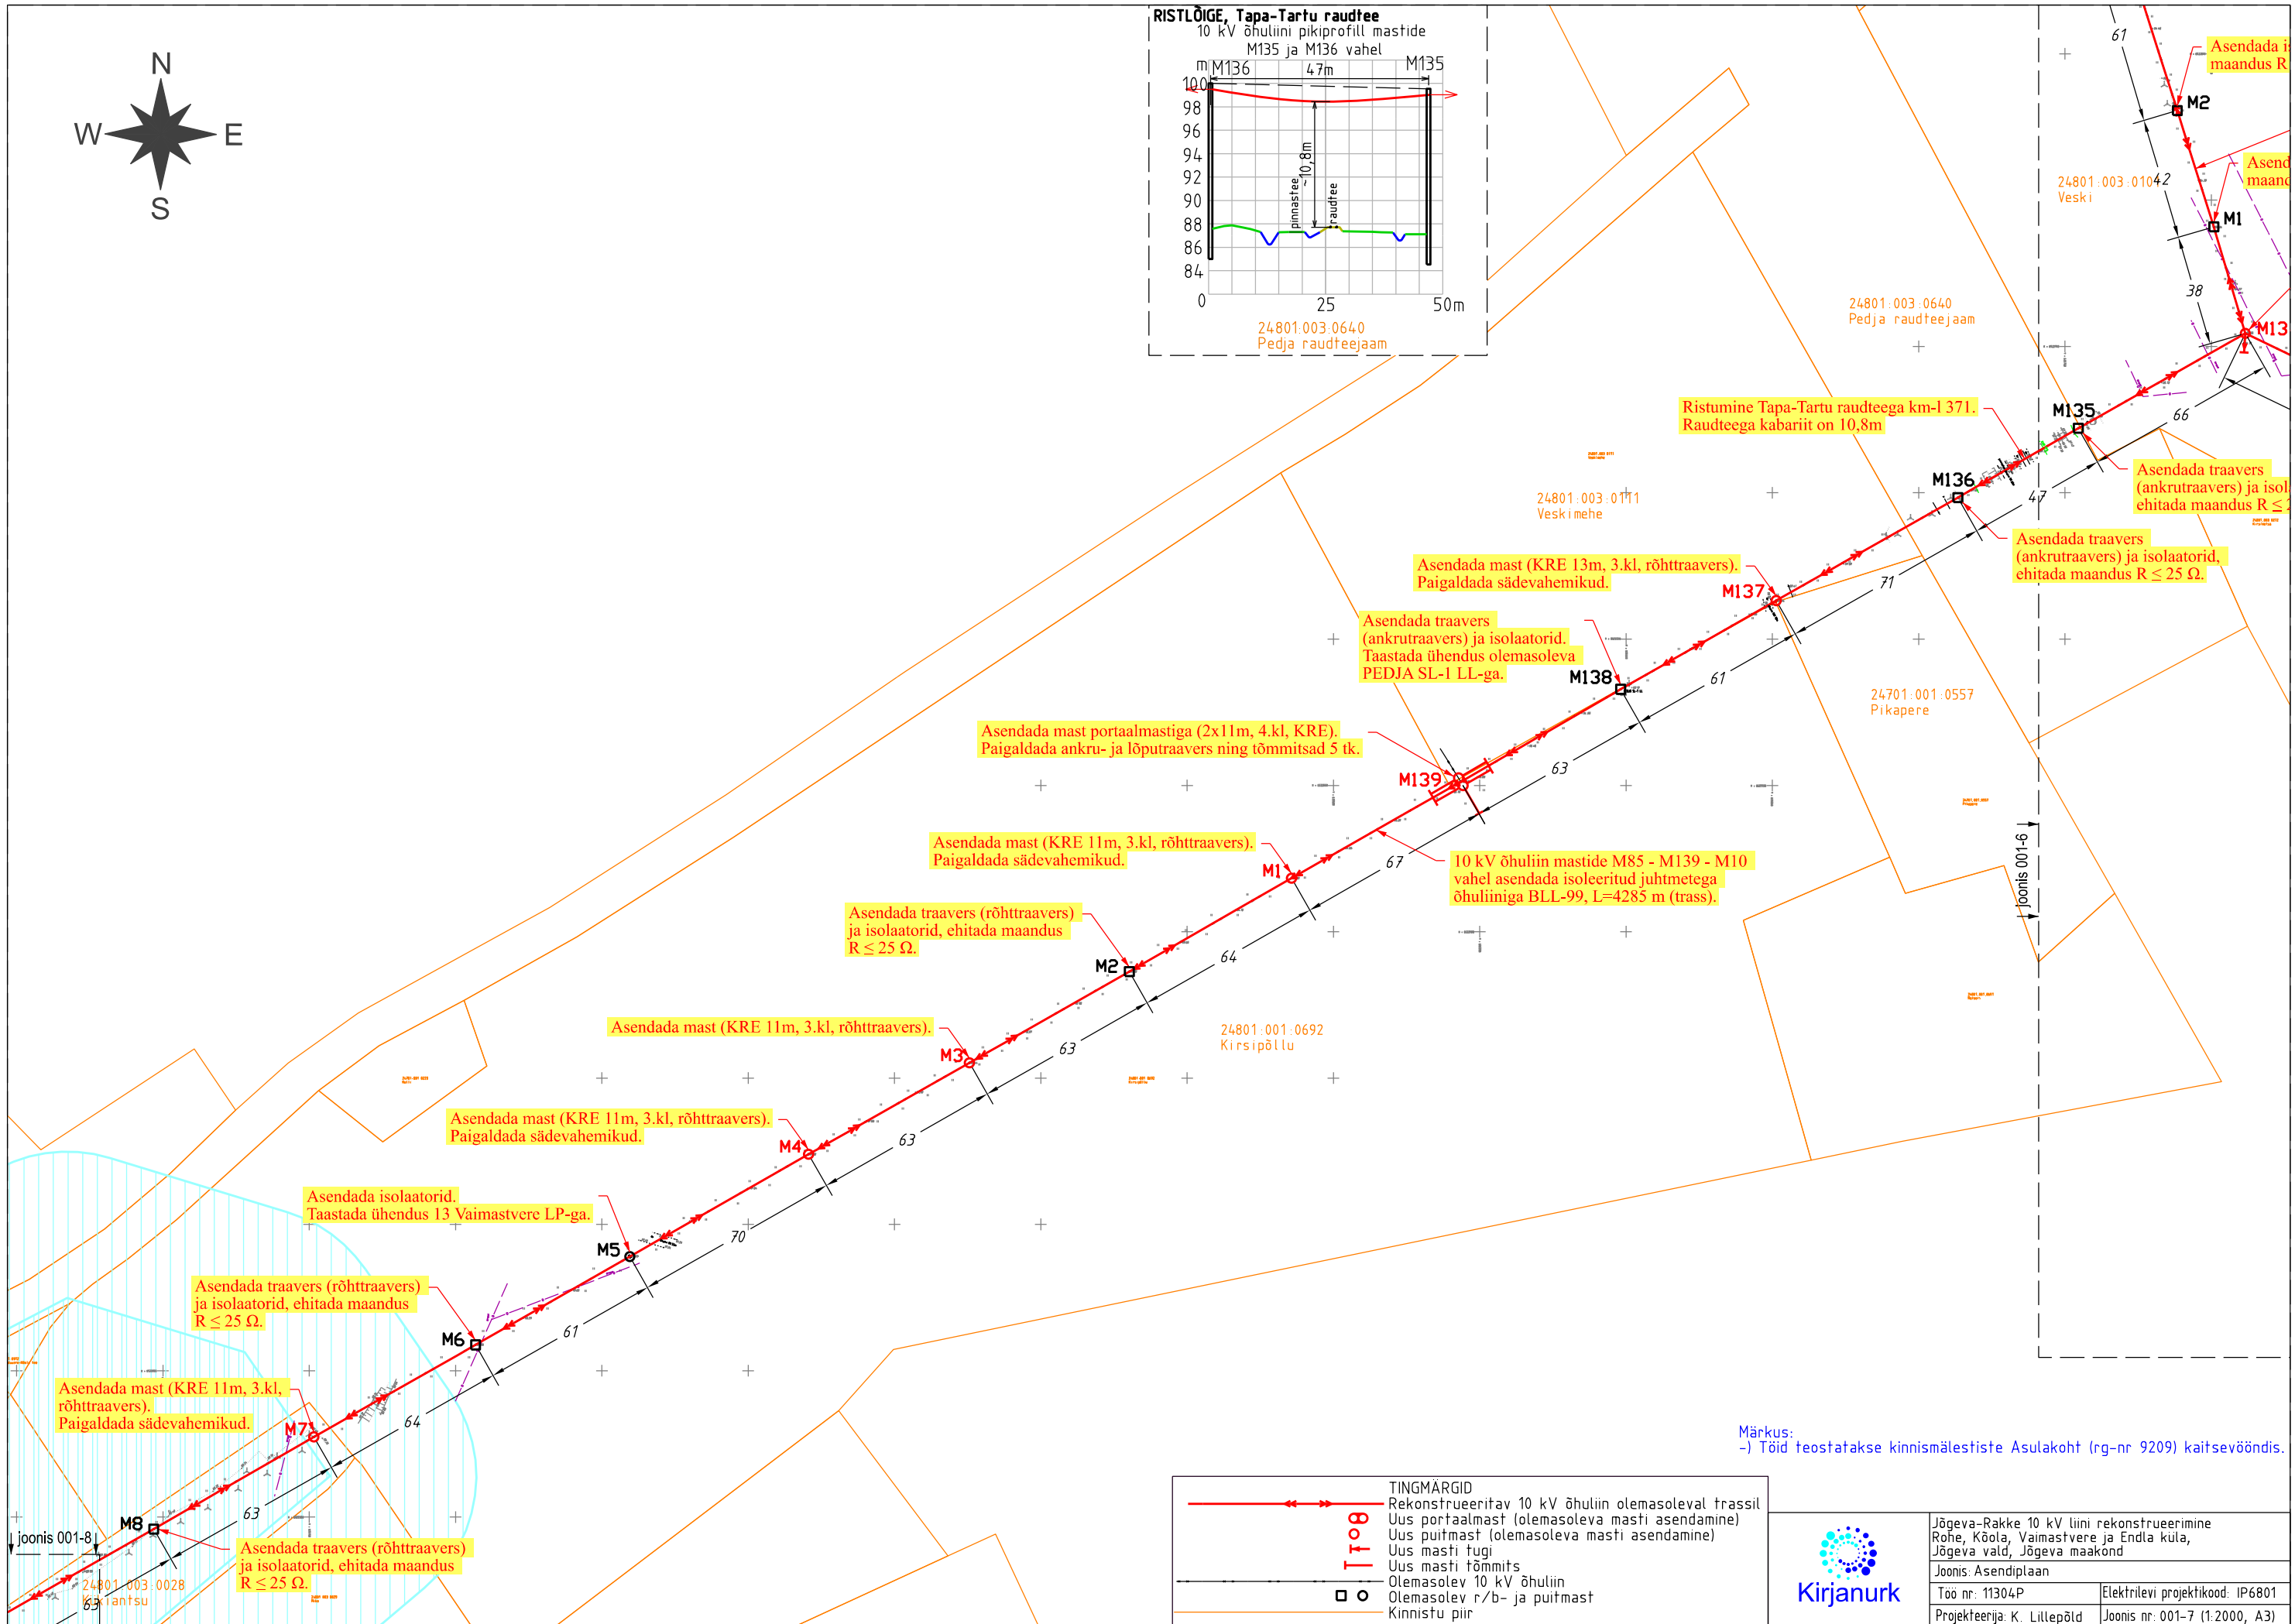 N
W
E
S
RISTLÕIGE, Tapa-Tartu raudtee
10 kV õhuliini pikiprofill mastide
M135 ja M136 vahel
m
M136
47m
M135
100
98
96
94
92
90
88
86
84
0
25
50m
pinnastee
~10,8m
raudtee
24801:003:0640
Pedja raudteejaam
61
Asendada
maandus R
M2
24801:003:010
Veski
42
M1
38
M13
24801:003:0640
Pedja raudteejaam
Ristumine Tapa-Tartu raudteega km-l 371.
Raudteega kabariit on 10,8m
M135
66
Asendada traavers
(ankrutraavers) ja isol
ehitada maandus R ≤
M136
47
Asendada traavers
(ankrutraavers) ja isolaatorid,
ehitada maandus R ≤ 25 Ω.
24801:003:0111
Veskimehe
Asendada mast (KRE 13m, 3.kl, rõhttraavers).
Paigaldada sädevahemikud.
M137
71
Asendada traavers
(ankrutraavers) ja isolaatorid.
Taastada ühendus olemasoleva
PEDJA SL-1 LL-ga.
M138
61
24701:001:0557
Pikapere
Asendada mast portaalmastiga (2x11m, 4.kl, KRE).
Paigaldada ankru- ja lõputraavers ning tõmmitsad 5 tk.
M139
63
Asendada mast (KRE 11m, 3.kl, rõhttraavers).
Paigaldada sädevahemikud.
M1
67
10 kV õhuliin mastide M85 - M139 - M10
vahel asendada isoleeritud juhtmetega
õhuliiniga BLL-99, L=4285 m (trass).
joonis 001-6
Asendada traavers (rõhttraavers)
ja isolaatorid, ehitada maandus
R ≤ 25 Ω.
M2
64
Asendada mast (KRE 11m, 3.kl, rõhttraavers).
M3
63
24801:001:0692
Kirsipõllu
Asendada mast (KRE 11m, 3.kl, rõhttraavers).
Paigaldada sädevahemikud.
M4
63
Asendada isolaatorid.
Taastada ühendus 13 Vaimastvere LP-ga.
M5
70
Asendada traavers (rõhttraavers)
ja isolaatorid, ehitada maandus
R ≤ 25 Ω.
M6
61
Asendada mast (KRE 11m, 3.kl,
rõhttraavers).
Paigaldada sädevahemikud.
M7
64
M8
63
joonis 001-8
Asendada traavers (rõhttraavers)
ja isolaatorid, ehitada maandus
R ≤ 25 Ω.
24801:003:0028
63
Märkus:
-) Töid teostatakse kinnismälestiste Asulakoht (rg-nr 9209) kaitsevööndis.
TINGMÄRGID
Rekonstrueeritav 10 kV õhuliin olemasoleval trassil
Uus portaalmast (olemasoleva masti asendamine)
Uus puitmast (olemasoleva masti asendamine)
Uus masti tugi
Uus masti tõmmits
Olemasolev 10 kV õhuliin
Olemasolev r/b- ja puitmast
Kinnistu piir
Kirjanurk
Jõgeva-Rakke 10 kV liini rekonstrueerimine
Rohe, Kõola, Vaimastvere ja Endla küla,
Jõgeva vald, Jõgeva maakond
Joonis: Asendiplaan
Töö nr: 11304P
Elektrilevi projektikood: IP6801
Projekteerija: K. Lillepõld
Joonis nr: 001-7 (1:2000, A3)